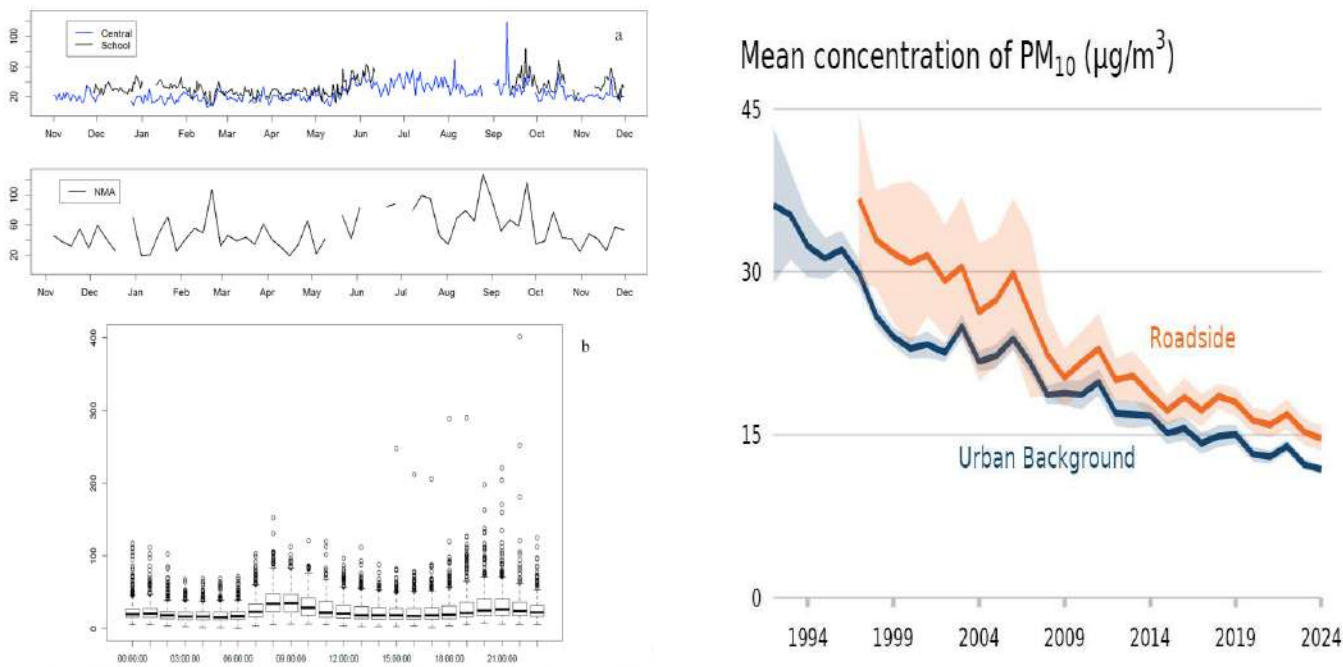 Central
School
a
100
60
20
Nov Dec Jan Feb Mar Apr May Jun Jul Aug Sep Oct Nov Dec
NMA
100
60
20
Nov Dec Jan Feb Mar Apr May Jun Jul Aug Sep Oct Nov Dec
b
400
300
200
100
0
00:00:00 03:00:00 06:00:00 09:00:00 12:00:00 15:00:00 18:00:00 21:00:00
Mean concentration of PM₁₀ (µg/m³)
45
30
Roadside
15
Urban Background
0
1994 1999 2004 2009 2014 2019 2024